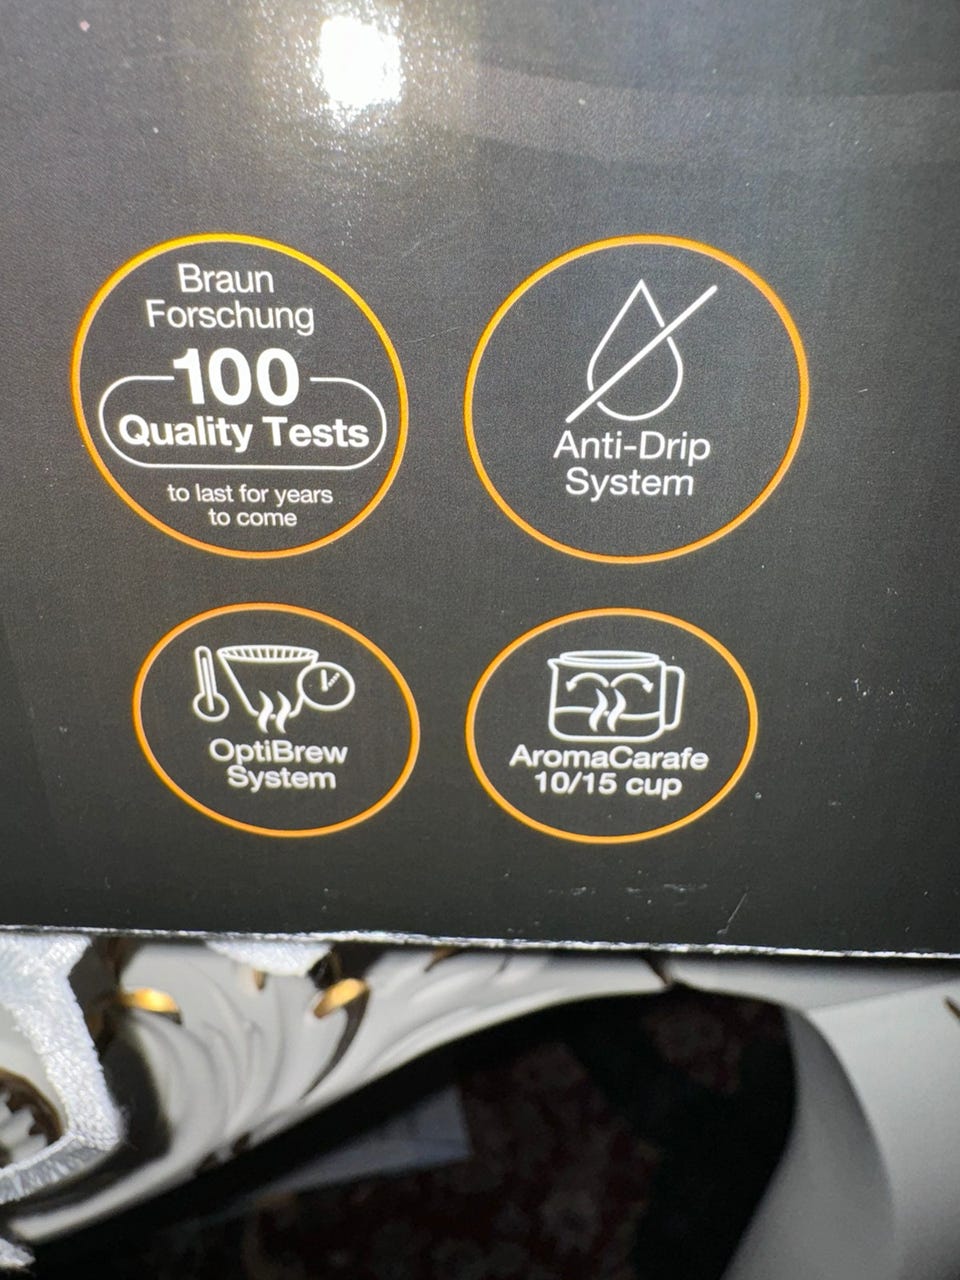 Braun
Forschung
100
Quality Tests
to last for years
to come
Anti-Drip
System
OptiBrew
System
AromaCarafe
10/15 cup